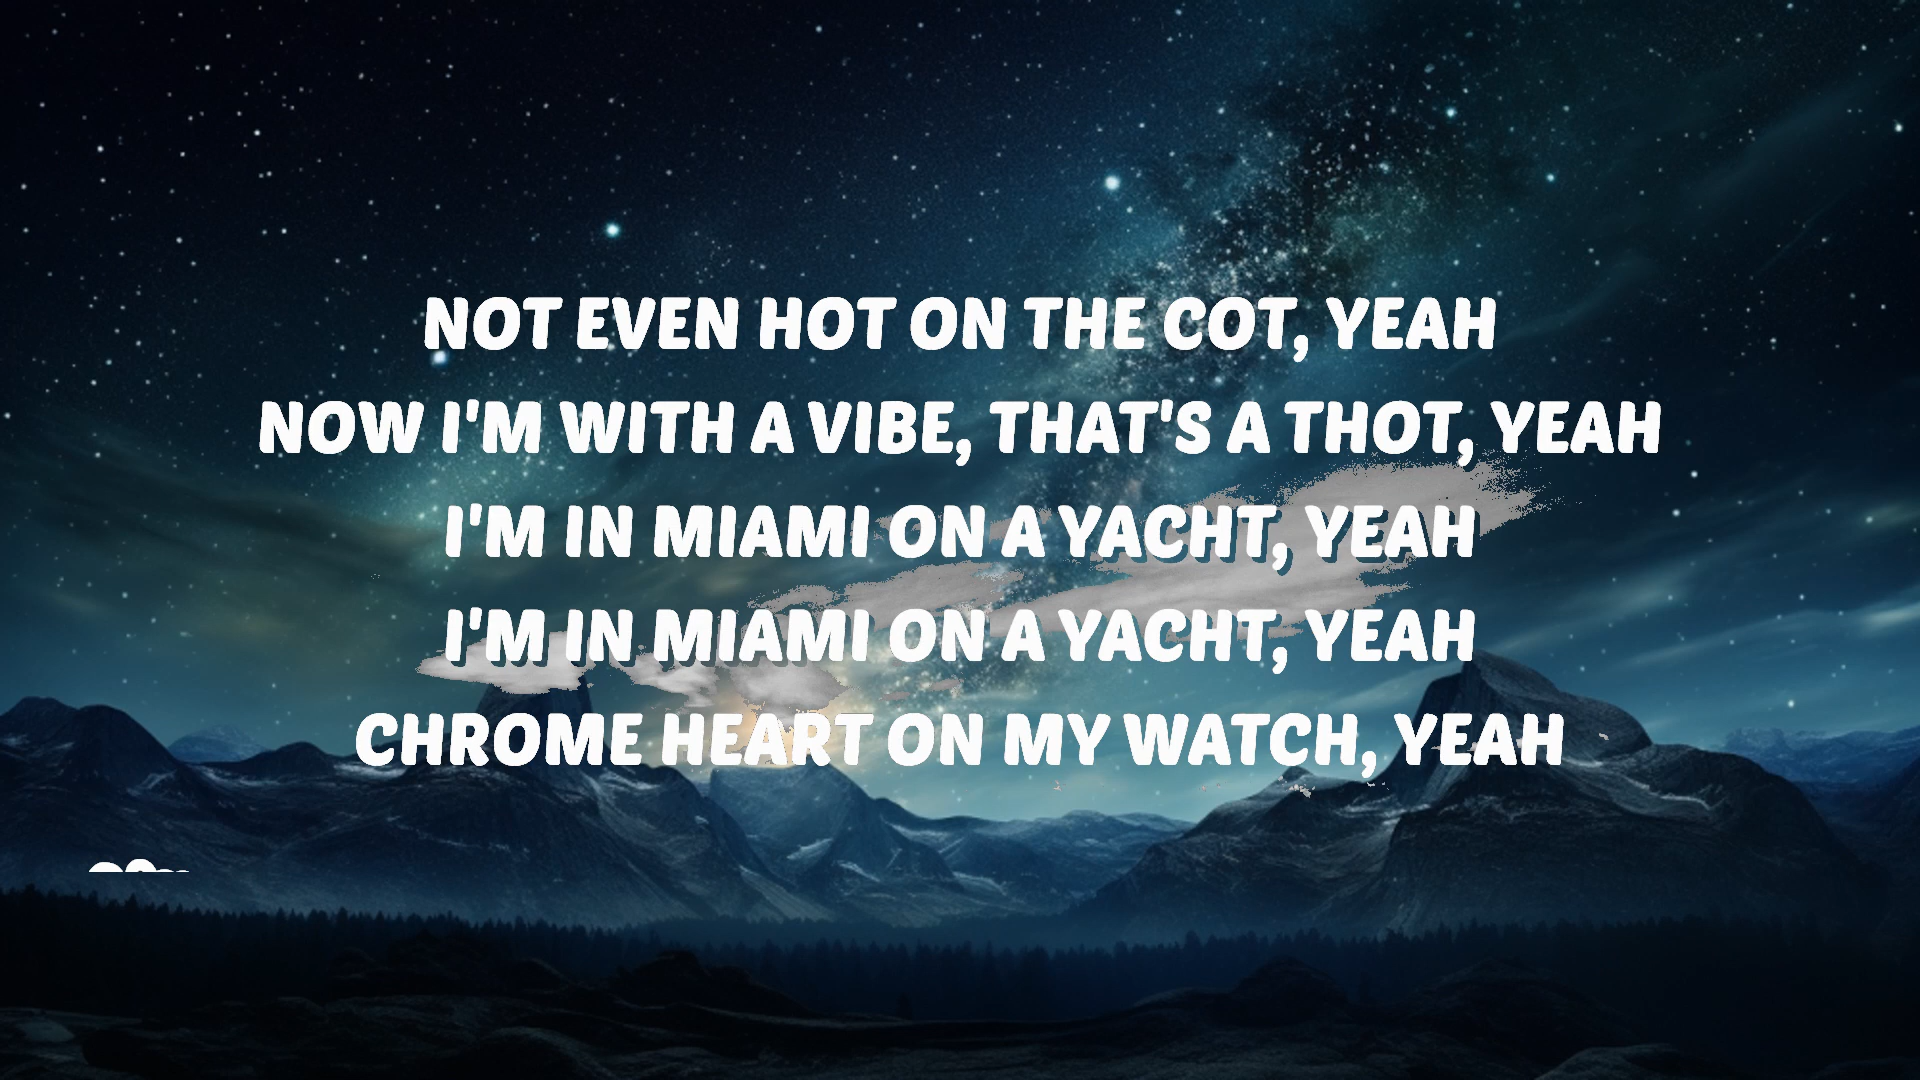 NOT EVEN HOT ON THE COT, YEAH
NOW I'M WITH A VIBE, THAT'S A THOT, YEAH
I'M IN MIAMI ON A YACHT, YEAH
I'M IN MIAMI ON A YACHT, YEAH
CHROME HEART ON MY WATCH, YEAH